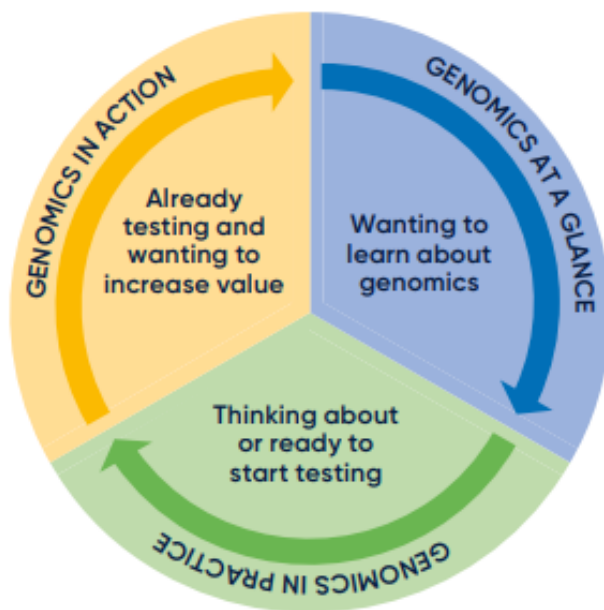 GENOMICS IN ACTION
Already
testing and
wanting to
increase value
GENOMICS AT A GLANCE
Wanting to
learn about
genomics
Thinking about
or ready to
start testing
GENOMICS IN PRACTICE